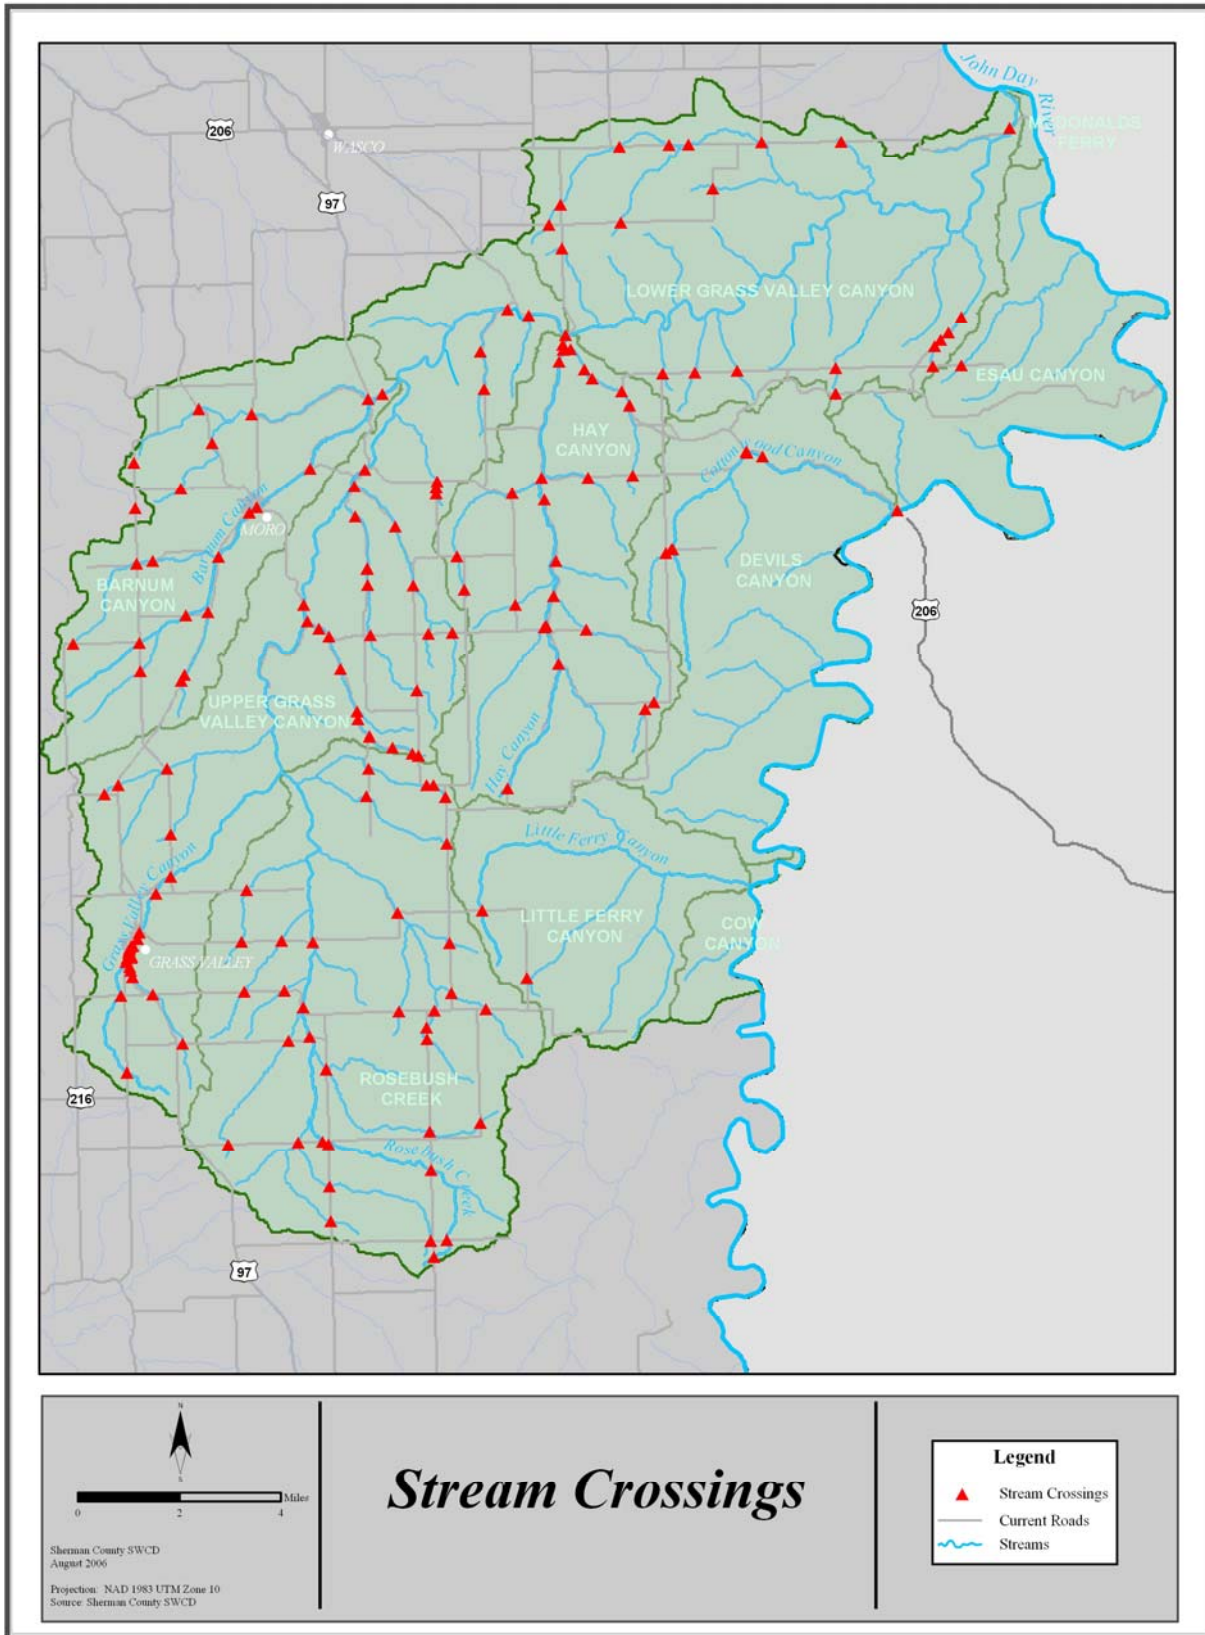 John Day
River
206
WASCO
MCDONALDS
FERRY
97
LOWER GRASS VALLEY CANYON
ESAU CANYON
HAY
CANYON
Cottonwood Canyon
Barnum Canyon
MORO
BARNUM
CANYON
DEVILS
CANYON
206
UPPER GRASS
VALLEY CANYON
Hay Canyon
Little Ferry Canyon
Grass Valley Canyon
LITTLE FERRY
CANYON
COW
CANYON
GRASS VALLEY
ROSEBUSH
CREEK
216
Rosebush Creek
97
N
S
Miles
0 2 4
Sherman County SWCD
August 2006
Projection: NAD 1983 UTM Zone 10
Source: Sherman County SWCD
Stream Crossings
Legend
Stream Crossings
Current Roads
Streams